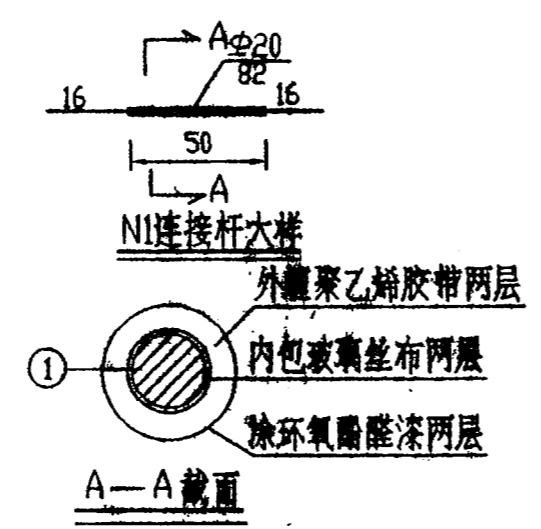 A Φ20
82
16
16
50
A
N1连接杆大样
外缠聚乙烯胶带两层
内包玻璃丝布两层
涂环氧酚醛漆两层
1
A—A 截面